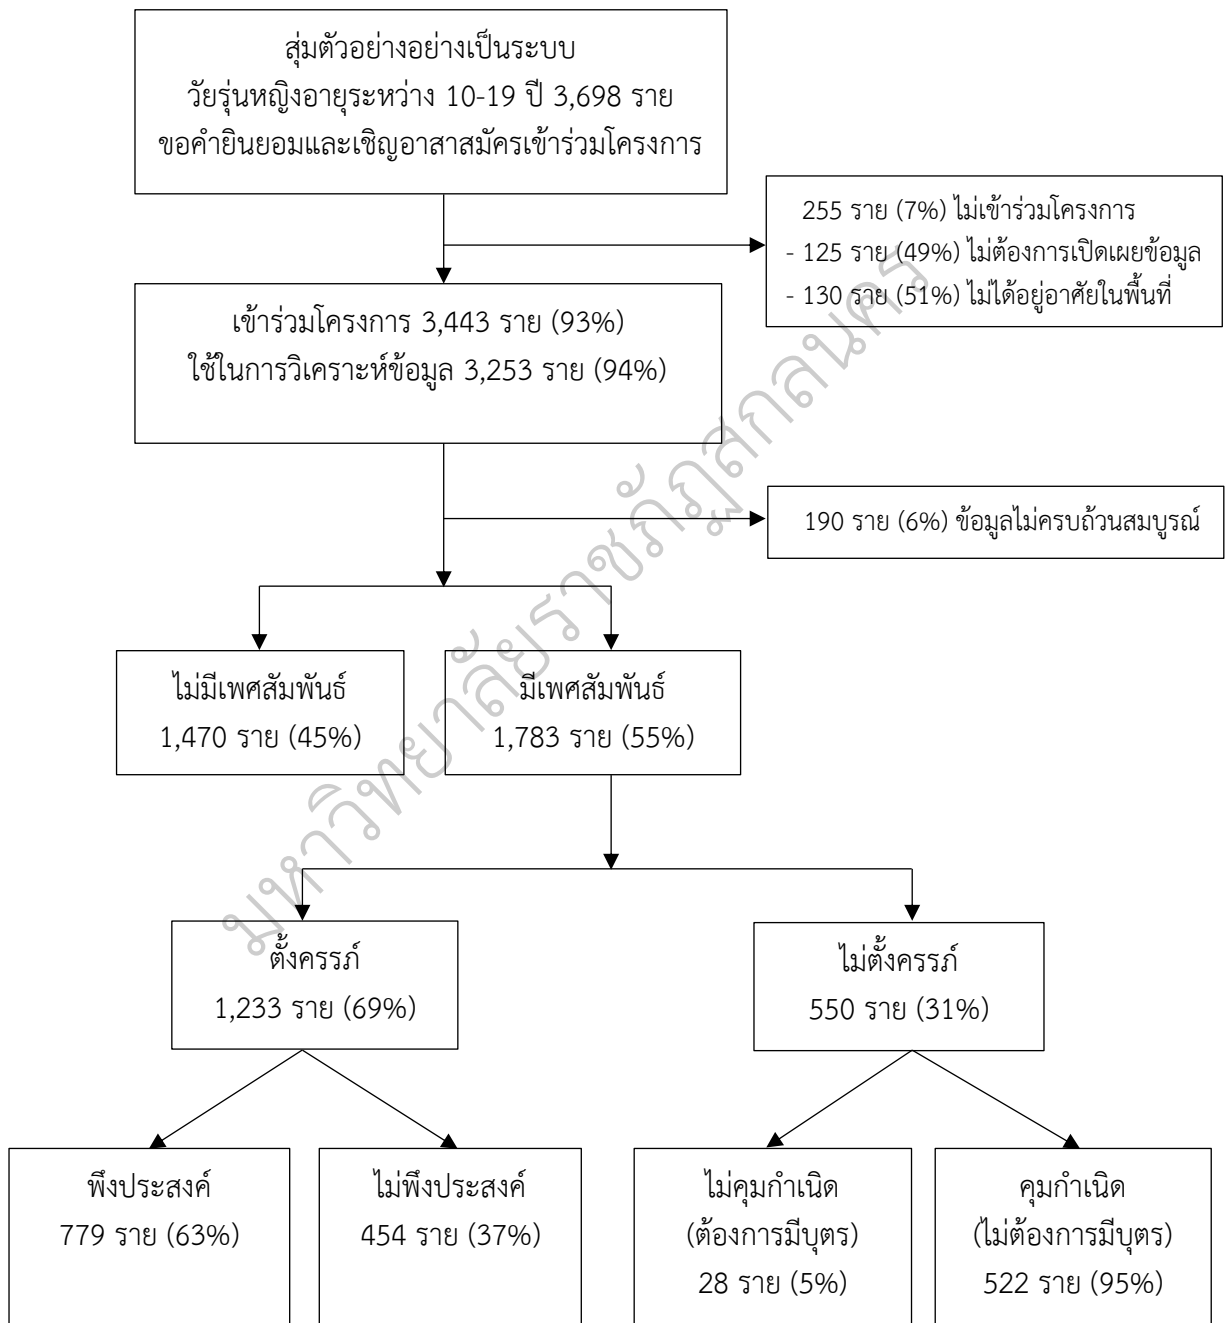 สุ่มตัวอย่างอย่างเป็นระบบ
วัยรุ่นหญิงอายุระหว่าง 10-19 ปี 3,698 ราย
ขอคำยินยอมและเชิญอาสาสมัครเข้าร่วมโครงการ
255 ราย (7%) ไม่เข้าร่วมโครงการ
- 125 ราย (49%) ไม่ต้องการเปิดเผยข้อมูล
- 130 ราย (51%) ไม่ได้อยู่อาศัยในพื้นที่
เข้าร่วมโครงการ 3,443 ราย (93%)
ใช้ในการวิเคราะห์ข้อมูล 3,253 ราย (94%)
190 ราย (6%) ข้อมูลไม่ครบถ้วนสมบูรณ์
ไม่มีเพศสัมพันธ์
1,470 ราย (45%)
มีเพศสัมพันธ์
1,783 ราย (55%)
ตั้งครรภ์
1,233 ราย (69%)
ไม่ตั้งครรภ์
550 ราย (31%)
พึงประสงค์
779 ราย (63%)
ไม่พึงประสงค์
454 ราย (37%)
ไม่คุมกำเนิด
(ต้องการมีบุตร)
28 ราย (5%)
คุมกำเนิด
(ไม่ต้องการมีบุตร)
522 ราย (95%)
มหาวิทยาลัยราชภัฏสกลนคร